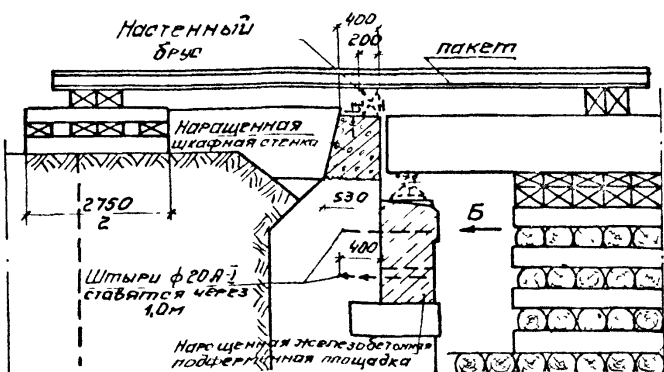 400
200
Настенный
брус
пакет
Наращенная
шкафная стенка
530
2750
2
Б
400
Штыри ф20А-I
ставятся через
1,0м
Наращенная железобетонная
подферменная площадка